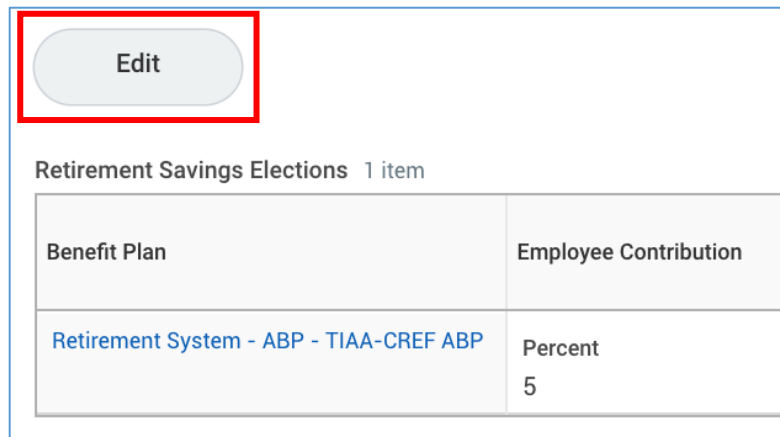 Edit
Retirement Savings Elections 1 item
Benefit Plan Employee Contribution
Retirement System - ABP - TIAA-CREF ABP Percent
5